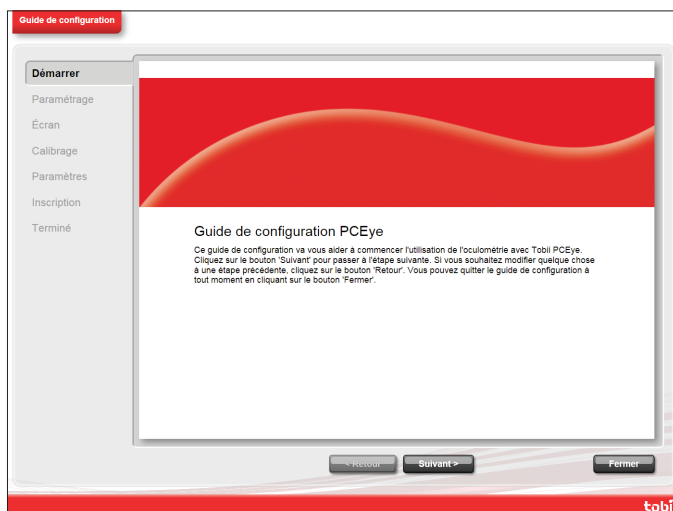 Guide de configuration
Démarrer
Paramétrage
Écran
Calibrage
Paramètres
Inscription
Terminé
Guide de configuration PCEye
Ce guide de configuration va vous aider à commencer l'utilisation de l'oculométrie avec Tobii PCEye.
Cliquez sur le bouton 'Suivant' pour passer à l'étape suivante. Si vous souhaitez modifier quelque chose
à une étape précédente, cliquez sur le bouton 'Retour'. Vous pouvez quitter le guide de configuration à
tout moment en cliquant sur le bouton 'Fermer'.
< Retour
Suivant >
Fermer
tobi